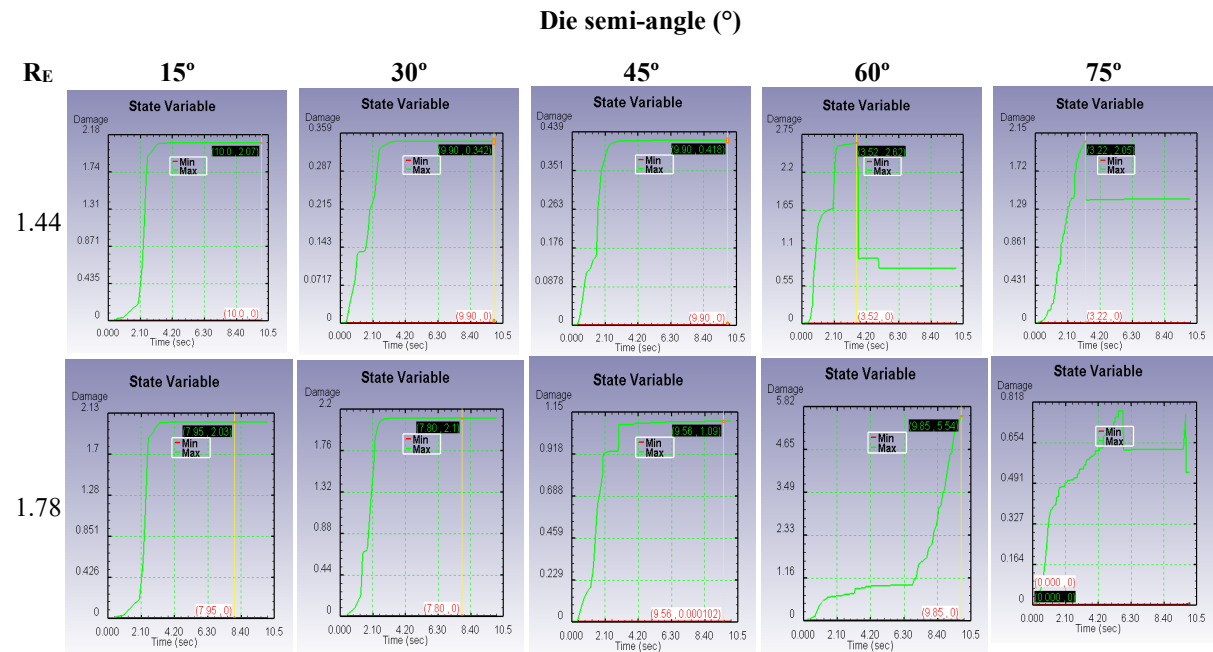 Die semi-angle (°)
RE 15º 30º 45º 60º 75º
1.44
State Variable
Damage
2.18
1.74
1.31
0.871
0.435
0
(10.0, 2.07)
Min
Max
(10.0, 0)
0.000 2.10 4.20 6.30 8.40 10.5
Time (sec)
State Variable
Damage
0.359
0.287
0.215
0.143
0.0717
0
(9.90, 0.342)
Min
Max
(9.90, 0)
0.000 2.10 4.20 6.30 8.40 10.5
Time (sec)
State Variable
Damage
0.439
0.351
0.263
0.176
0.0878
0
(9.90, 0.418)
Min
Max
(9.90, 0)
0.000 2.10 4.20 6.30 8.40 10.5
Time (sec)
State Variable
Damage
2.75
2.2
1.65
1.1
0.55
0
(3.52, 2.62)
Min
Max
(3.52, 0)
0.000 2.10 4.20 6.30 8.40 10.5
Time (sec)
State Variable
Damage
2.15
1.72
1.29
0.861
0.431
0
(3.22, 2.05)
Min
Max
(3.22, 0)
0.000 2.10 4.20 6.30 8.40 10.5
Time (sec)
1.78
State Variable
Damage
2.13
1.7
1.28
0.851
0.426
0
(7.95, 2.03)
Min
Max
(7.95, 0)
0.000 2.10 4.20 6.30 8.40 10.5
Time (sec)
State Variable
Damage
2.2
1.76
1.32
0.88
0.44
0
(7.80, 2.1)
Min
Max
(7.80, 0)
0.000 2.10 4.20 6.30 8.40 10.5
Time (sec)
State Variable
Damage
1.15
0.918
0.688
0.459
0.229
0
(9.56, 1.09)
Min
Max
(9.56, 0.000102)
0.000 2.10 4.20 6.30 8.40 10.5
Time (sec)
State Variable
Damage
5.82
4.65
3.49
2.33
1.16
0
(9.85, 5.54)
Min
Max
(9.85, 0)
0.000 2.10 4.20 6.30 8.40 10.5
Time (sec)
State Variable
Damage
0.818
0.654
0.491
0.327
0.164
0
Min
Max
(0.000, 0)
(0.000, 0)
0.000 2.10 4.20 6.30 8.40 10.5
Time (sec)